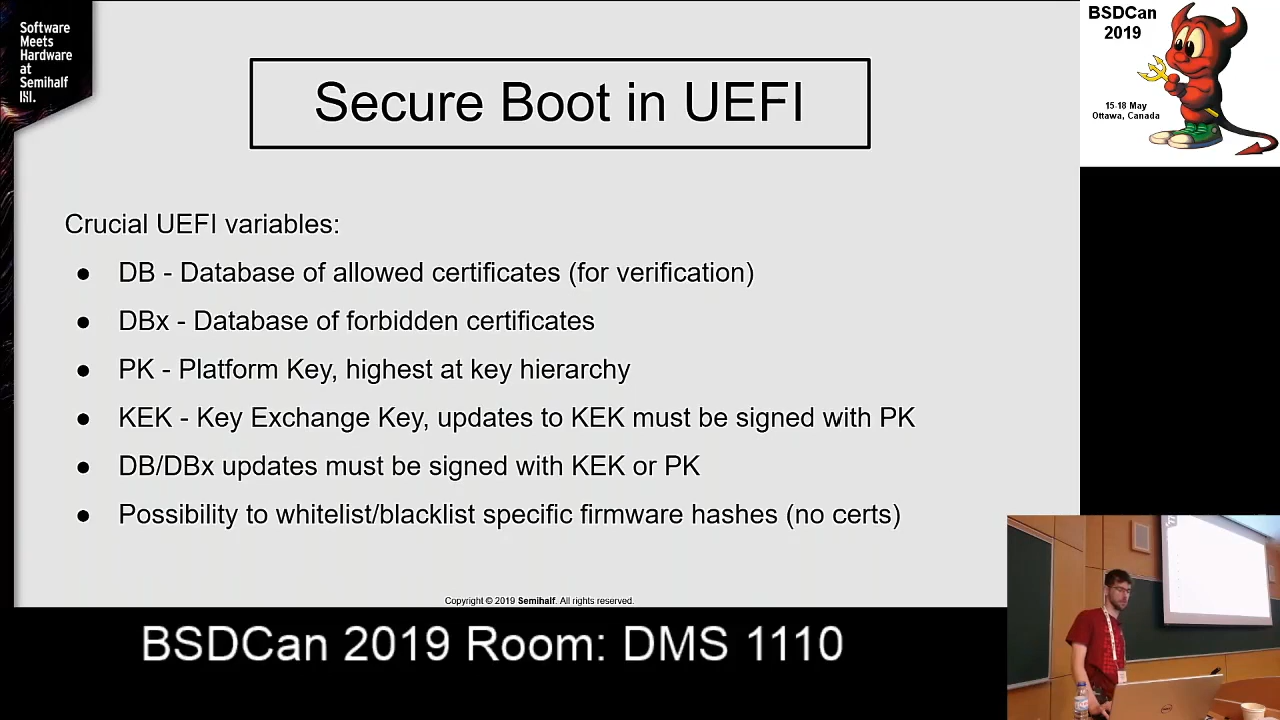 Software
Meets
Hardware
at
Semihalf
Secure Boot in UEFI
Crucial UEFI variables:
● DB - Database of allowed certificates (for verification)
● DBx - Database of forbidden certificates
● PK - Platform Key, highest at key hierarchy
● KEK - Key Exchange Key, updates to KEK must be signed with PK
● DB/DBx updates must be signed with KEK or PK
● Possibility to whitelist/blacklist specific firmware hashes (no certs)
Copyright © 2019 Semihalf. All rights reserved.
BSDCan
2019
15-18 May
Ottawa, Canada
BSDCan 2019 Room: DMS 1110